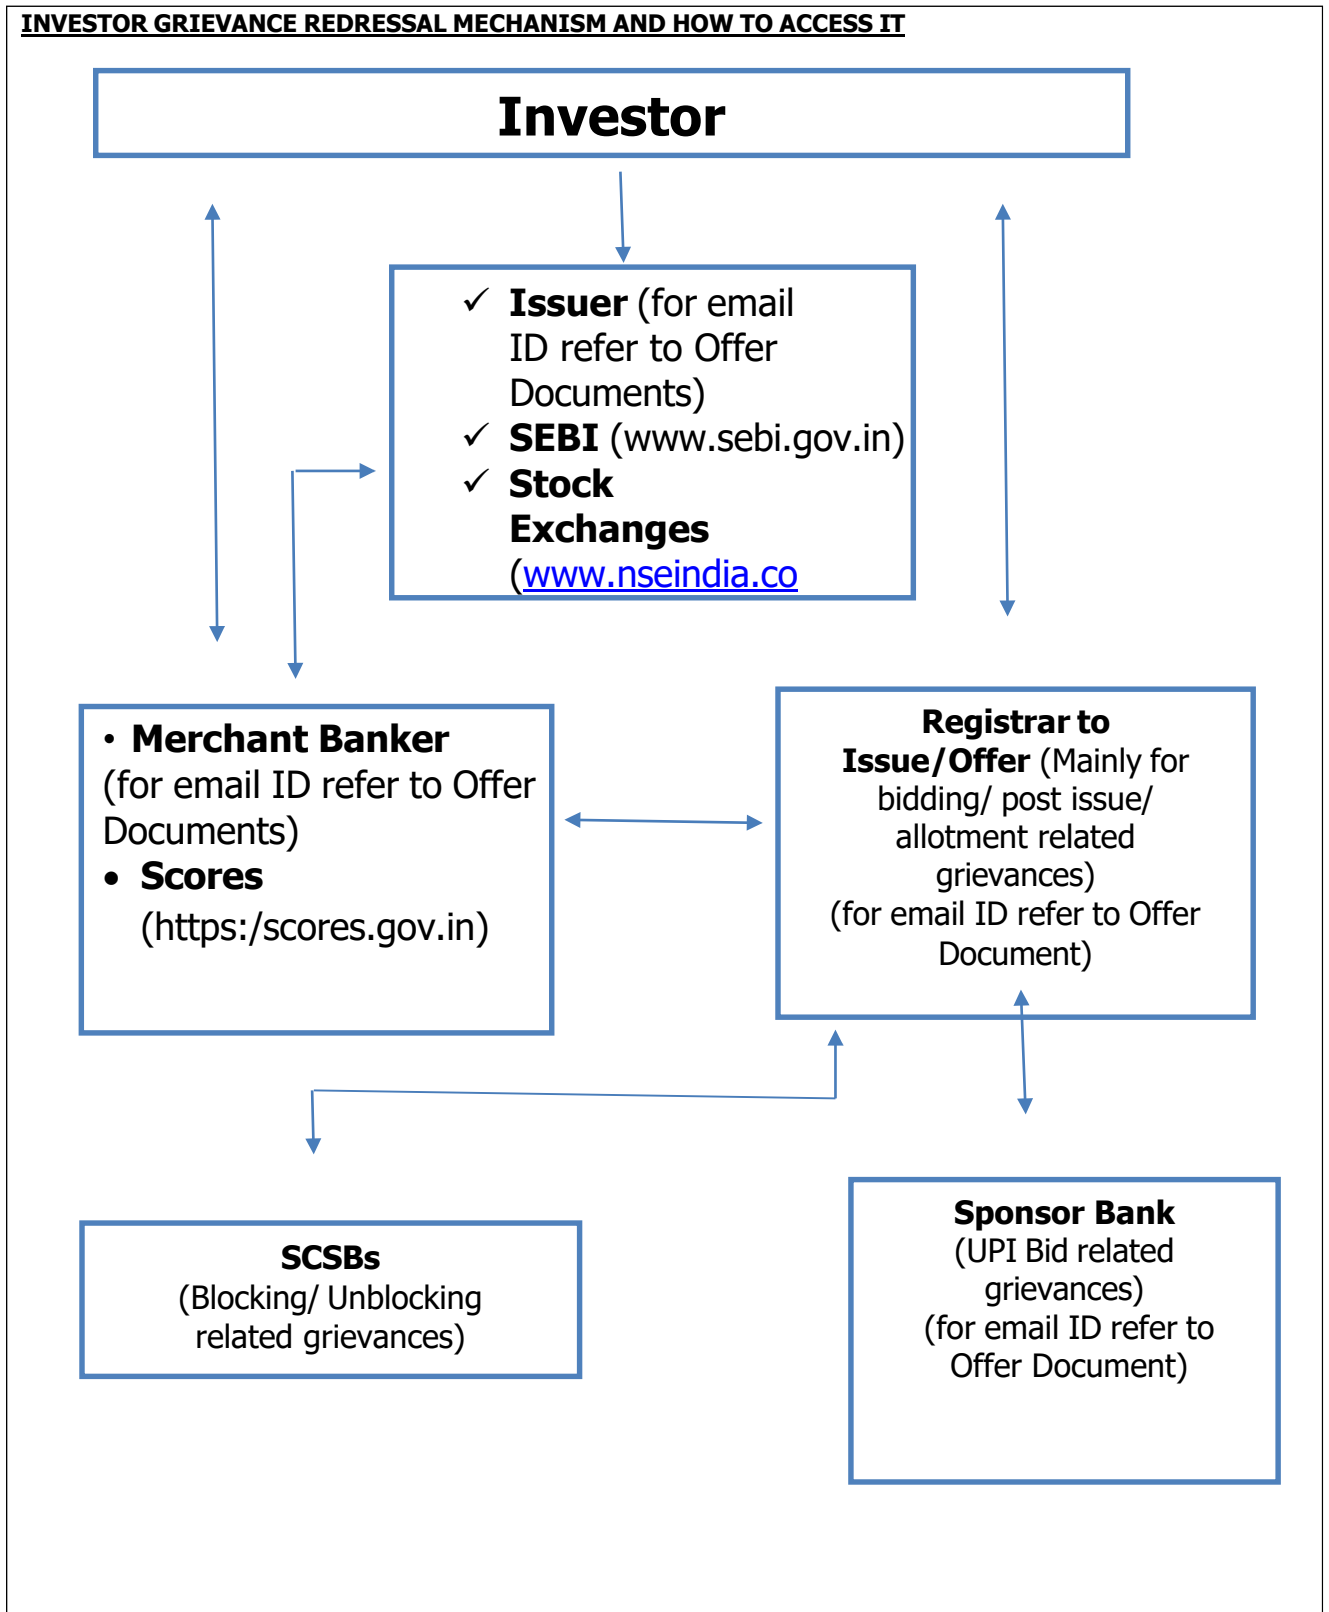 INVESTOR GRIEVANCE REDRESSAL MECHANISM AND HOW TO ACCESS IT
Investor
✓ Issuer (for email
ID refer to Offer
Documents)
✓ SEBI (www.sebi.gov.in)
✓ Stock
Exchanges
(www.nseindia.co
• Merchant Banker
(for email ID refer to Offer
Documents)
• Scores
(https:/scores.gov.in)
Registrar to
Issue/Offer (Mainly for
bidding/ post issue/
allotment related
grievances)
(for email ID refer to Offer
Document)
SCSBs
(Blocking/ Unblocking
related grievances)
Sponsor Bank
(UPI Bid related
grievances)
(for email ID refer to
Offer Document)